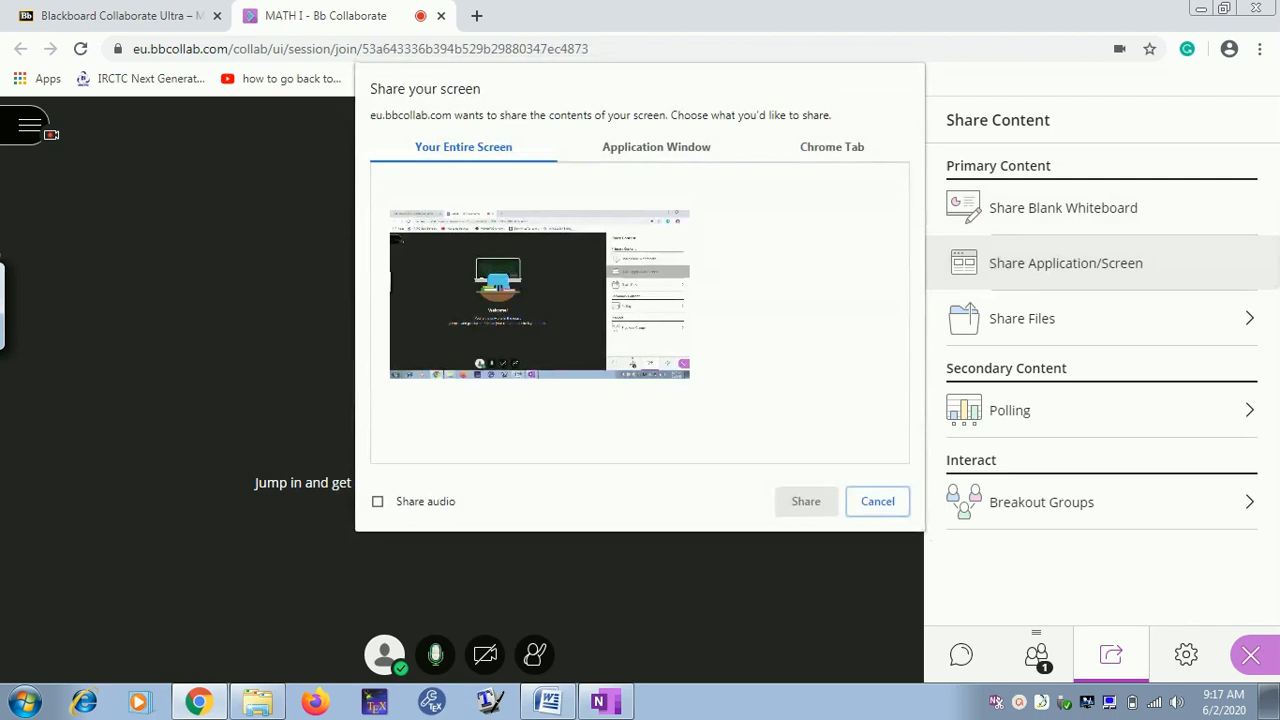 Blackboard Collaborate Ultra – M
MATH I - Bb Collaborate
eu.bbcollab.com/collab/ui/session/join/53a643336b394b529b29880347ec4873
Apps
IRCTC Next Generat...
how to go back to...
Share your screen
eu.bbcollab.com wants to share the contents of your screen. Choose what you'd like to share.
Your Entire Screen
Application Window
Chrome Tab
Welcome!
Share audio
Share
Cancel
Jump in and get
Share Content
Primary Content
Share Blank Whiteboard
Share Application/Screen
Share Files
Secondary Content
Polling
Interact
Breakout Groups
1
9:17 AM
6/2/2020